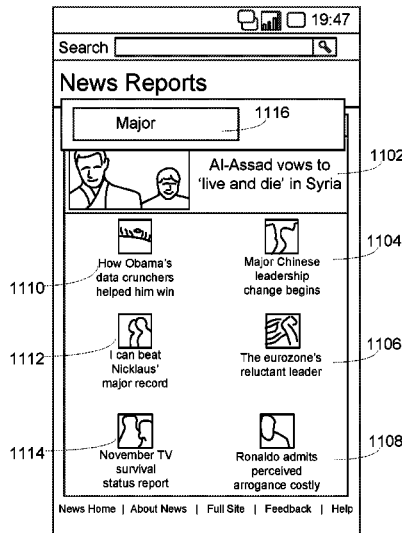 19:47
Search
News Reports
Major
1116
Al-Assad vows to
‘live and die’ in Syria
1102
How Obama's
data crunchers
helped him win
1110
Major Chinese
leadership
change begins
1104
I can beat
Nicklaus'
major record
1112
The eurozone's
reluctant leader
1106
November TV
survival
status report
1114
Ronaldo admits
perceived
arrogance costly
1108
News Home | About News | Full Site | Feedback | Help